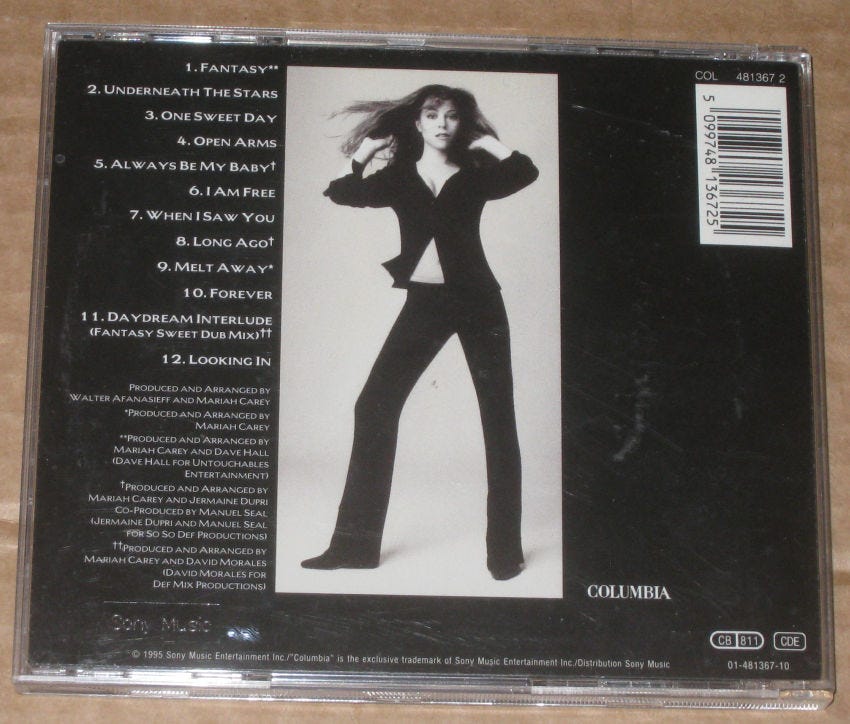 1. Fantasy**
2. Underneath The Stars
3. One Sweet Day
4. Open Arms
5. Always Be My Baby†
6. I Am Free
7. When I Saw You
8. Long Ago†
9. Melt Away*
10. Forever
11. Daydream Interlude
(Fantasy Sweet Dub Mix)††
12. Looking In
Produced and Arranged by
Walter Afanasieff and Mariah Carey
*Produced and Arranged by
Mariah Carey
**Produced and Arranged by
Mariah Carey and Dave Hall
(Dave Hall for Untouchables
Entertainment)
†Produced and Arranged by
Mariah Carey and Jermaine Dupri
Co-Produced by Manuel Seal
(Jermaine Dupri and Manuel Seal
for So So Def Productions)
††Produced and Arranged by
Mariah Carey and David Morales
(David Morales for
Def Mix Productions)
Sony Music
COL 481367 2
5 099748 136725
COLUMBIA
CB 811 CDE
© 1995 Sony Music Entertainment Inc./"Columbia" is the exclusive trademark of Sony Music Entertainment Inc./Distribution Sony Music
01-481367-10